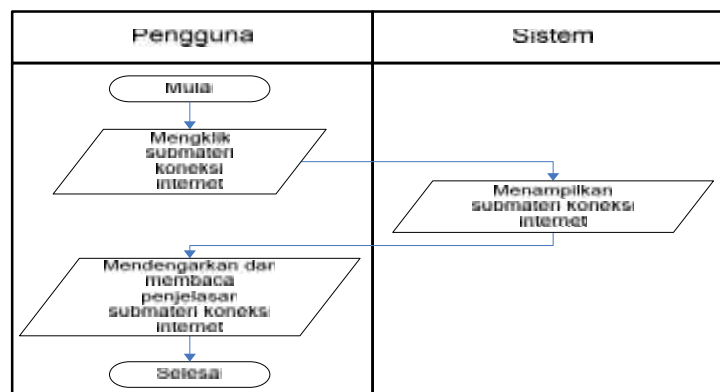 Pengguna
Sistem
Mulai
Mengklik
submateri
koneksi
internet
Menampilkan
submateri koneksi
internet
Mendengarkan dan
membaca
penjelasan
submateri koneksi
internet
Selesai